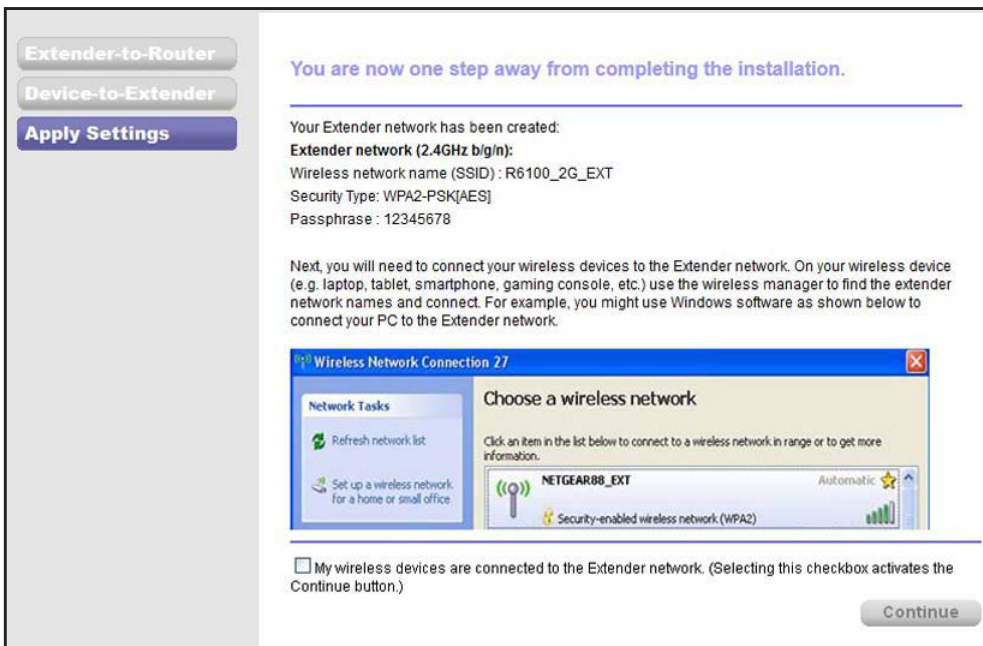 Extender-to-Router
Device-to-Extender
Apply Settings
You are now one step away from completing the installation.
Your Extender network has been created:
Extender network (2.4GHz b/g/n):
Wireless network name (SSID) : R6100_2G_EXT
Security Type: WPA2-PSK[AES]
Passphrase : 12345678
Next, you will need to connect your wireless devices to the Extender network. On your wireless device
(e.g. laptop, tablet, smartphone, gaming console, etc.) use the wireless manager to find the extender
network names and connect. For example, you might use Windows software as shown below to
connect your PC to the Extender network.
Wireless Network Connection 27
Network Tasks
Refresh network list
Set up a wireless network
for a home or small office
Choose a wireless network
Click an item in the list below to connect to a wireless network in range or to get more
information.
NETGEAR88_EXT
Automatic
Security-enabled wireless network (WPA2)
My wireless devices are connected to the Extender network. (Selecting this checkbox activates the
Continue button.)
Continue